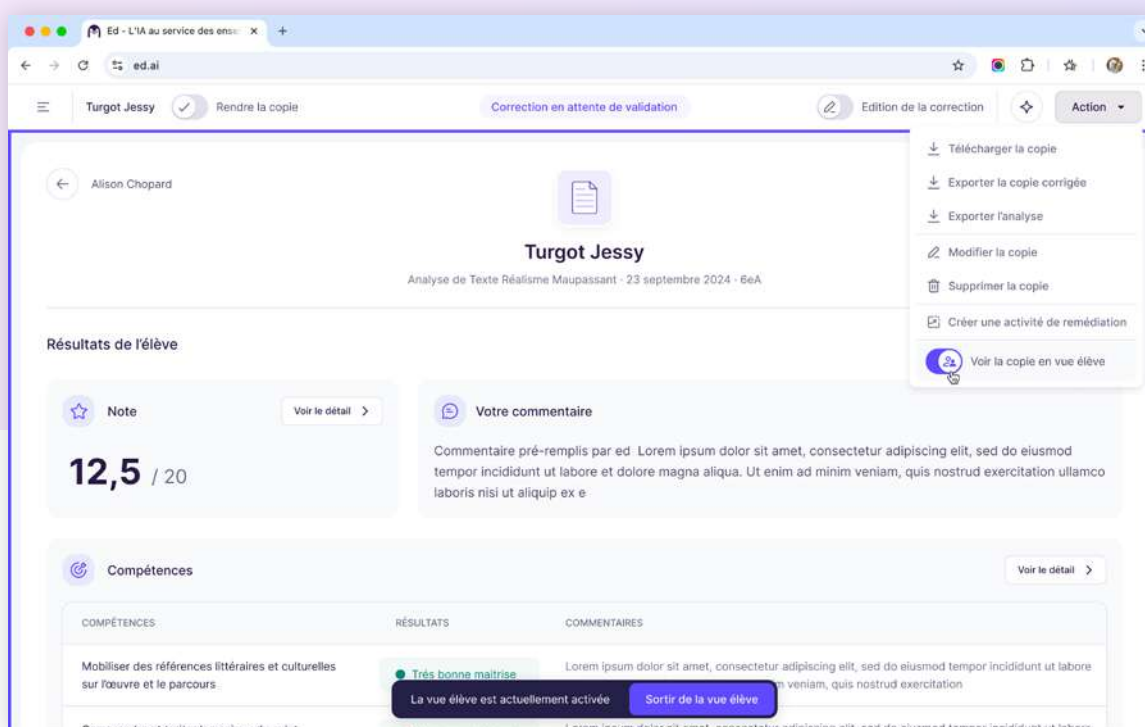 Ed - L'IA au service des ense
ed.ai
Turgot Jessy
Rendre la copie
Correction en attente de validation
Edition de la correction
Action
Télécharger la copie
Exporter la copie corrigée
Exporter l'analyse
Modifier la copie
Supprimer la copie
Créer une activité de remédiation
Voir la copie en vue élève
Alison Chopard
Turgot Jessy
Analyse de Texte Réalisme Maupassant · 23 septembre 2024 · 6eA
Résultats de l'élève
Note
Voir le détail
12,5 / 20
Votre commentaire
Commentaire pré-remplis par ed Lorem ipsum dolor sit amet, consectetur adipiscing elit, sed do eiusmod
tempor incididunt ut labore et dolore magna aliqua. Ut enim ad minim veniam, quis nostrud exercitation ullamco
laboris nisi ut aliquip ex e
Compétences
Voir le détail
COMPÉTENCES
RÉSULTATS
COMMENTAIRES
Mobiliser des références littéraires et culturelles
sur l'œuvre et le parcours
Trés bonne maitrise
Lorem ipsum dolor sit amet, consectetur adipiscing elit, sed do eiusmod tempor incididunt ut labore
veniam, quis nostrud exercitation
La vue élève est actuellement activée
Sortir de la vue élève